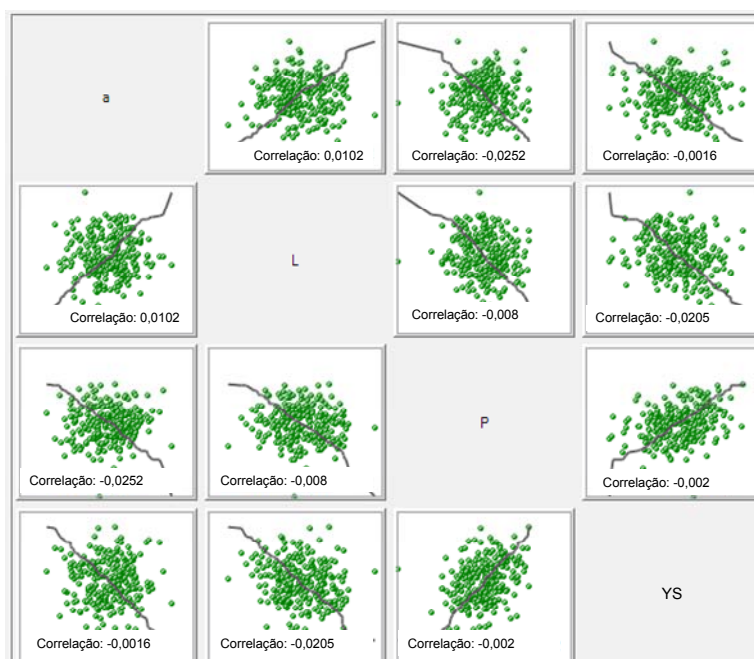 a
Correlação: 0,0102
Correlação: -0,0252
Correlação: -0,0016
Correlação: 0,0102
L
Correlação: -0,008
Correlação: -0,0205
Correlação: -0,0252
Correlação: -0,008
P
Correlação: -0,002
Correlação: -0,0016
Correlação: -0,0205
Correlação: -0,002
YS